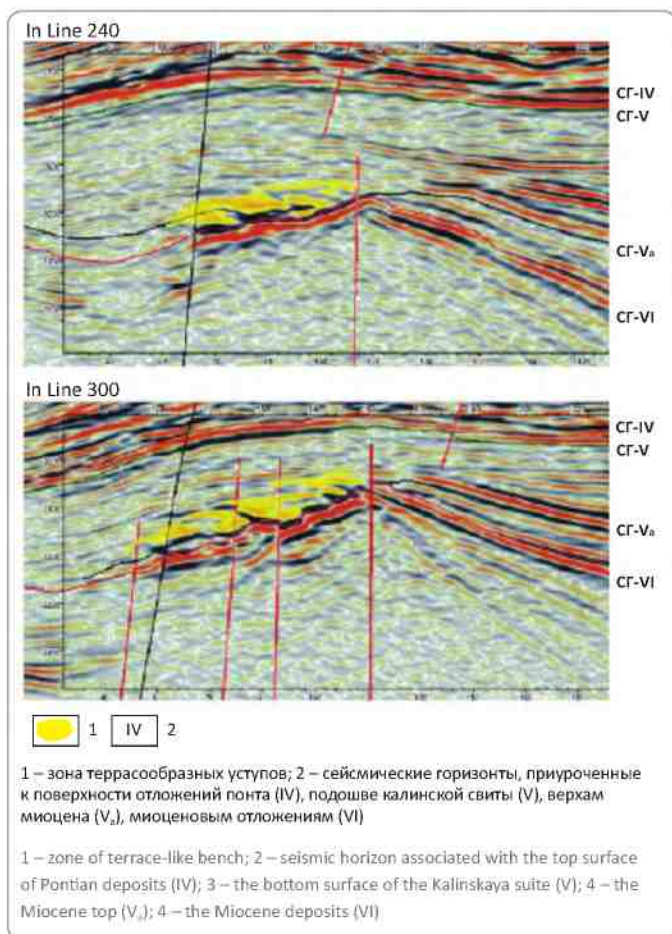 In Line 240
СГ-IV
СГ-V
СГ-Vа
СГ-VI
In Line 300
СГ-IV
СГ-V
СГ-Vа
СГ-VI
1 IV 2
1 – зона террасообразных уступов; 2 – сейсмические горизонты, приуроченные
к поверхности отложений понта (IV), подошве калинской свиты (V), верхам
миоцена (Vа), миоценовым отложениям (VI)
1 – zone of terrace-like bench; 2 – seismic horizon associated with the top surface
of Pontian deposits (IV); 3 – the bottom surface of the Kalinskaya suite (V); 4 – the
Miocene top (Vа); 4 – the Miocene deposits (VI)